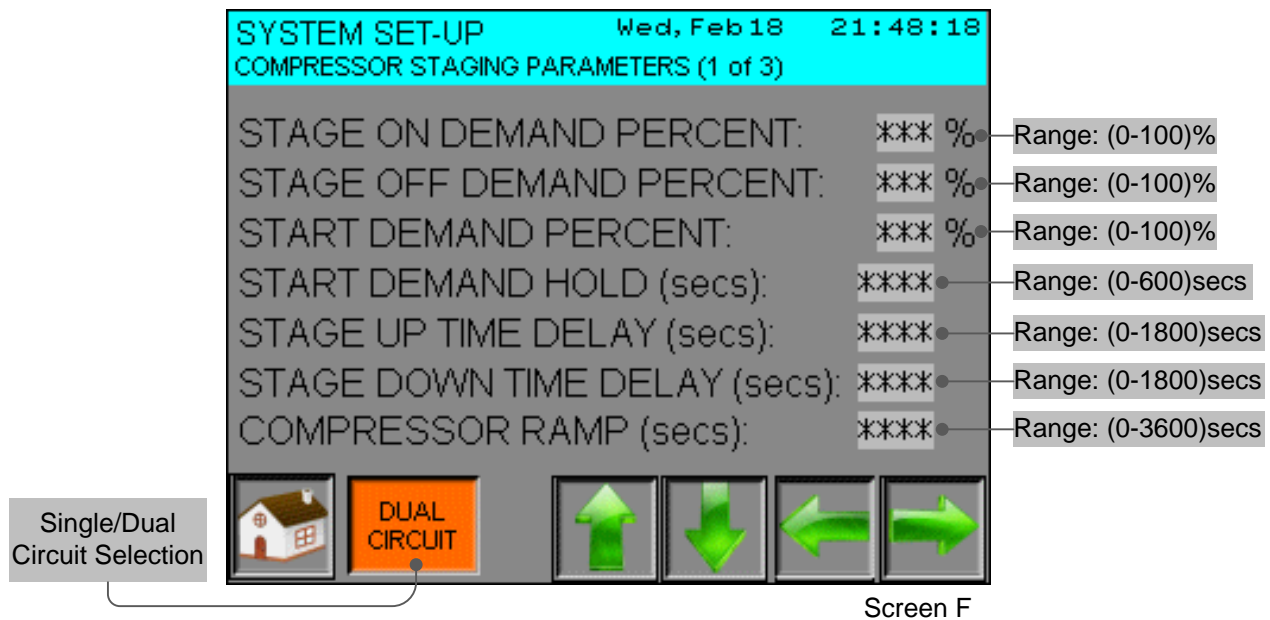 SYSTEM SET-UP Wed, Feb 18 21:48:18
COMPRESSOR STAGING PARAMETERS (1 of 3)
STAGE ON DEMAND PERCENT: *** % Range: (0-100)%
STAGE OFF DEMAND PERCENT: *** % Range: (0-100)%
START DEMAND PERCENT: *** % Range: (0-100)%
START DEMAND HOLD (secs): **** Range: (0-600)secs
STAGE UP TIME DELAY (secs): **** Range: (0-1800)secs
STAGE DOWN TIME DELAY (secs): **** Range: (0-1800)secs
COMPRESSOR RAMP (secs): **** Range: (0-3600)secs
Single/Dual
Circuit Selection
DUAL
CIRCUIT
Screen F